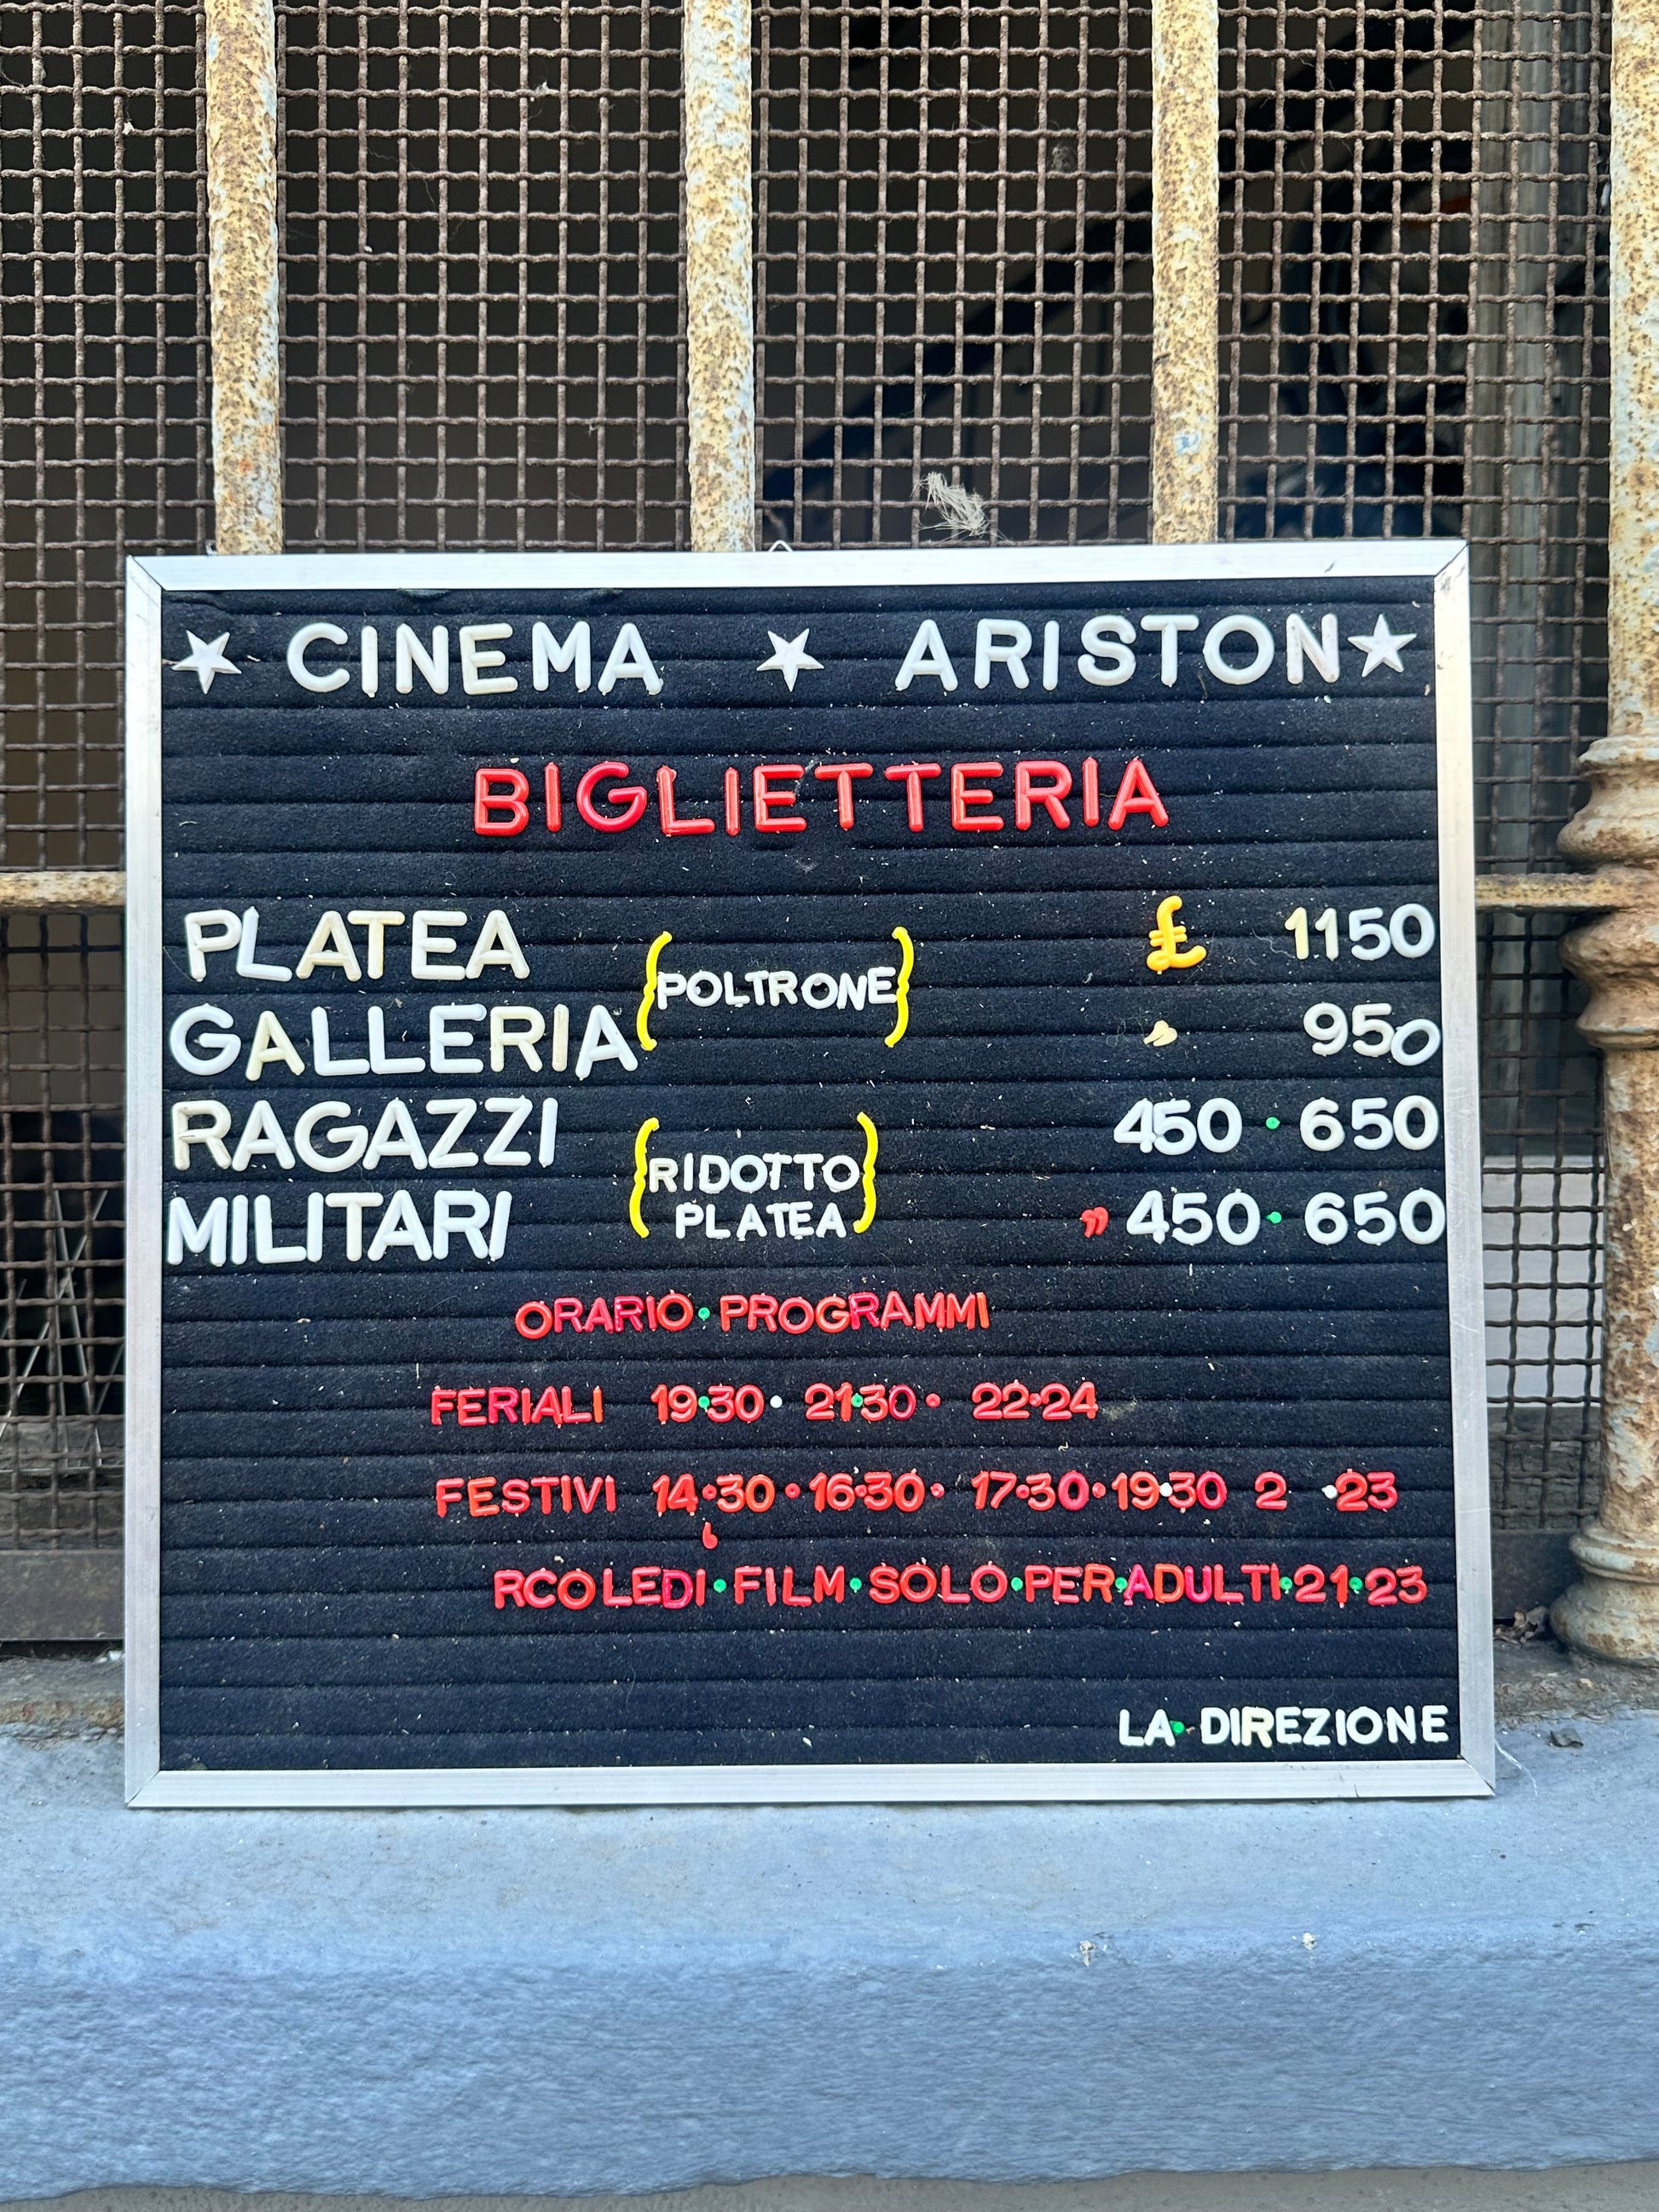 ★ CINEMA ★ ARISTON ★
BIGLIETTERIA
PLATEA £ 1150
{POLTRONE}
GALLERIA " 950
RAGAZZI 450 • 650
{RIDOTTO
PLATEA}
MILITARI " 450 • 650
ORARIO • PROGRAMMI
FERIALI 19•30 • 21•30 • 22•24
FESTIVI 14•30 • 16•30 • 17•30 • 19•30 2 •23
RCOLEDI • FILM • SOLO • PER • ADULTI • 21•23
LA • DIREZIONE